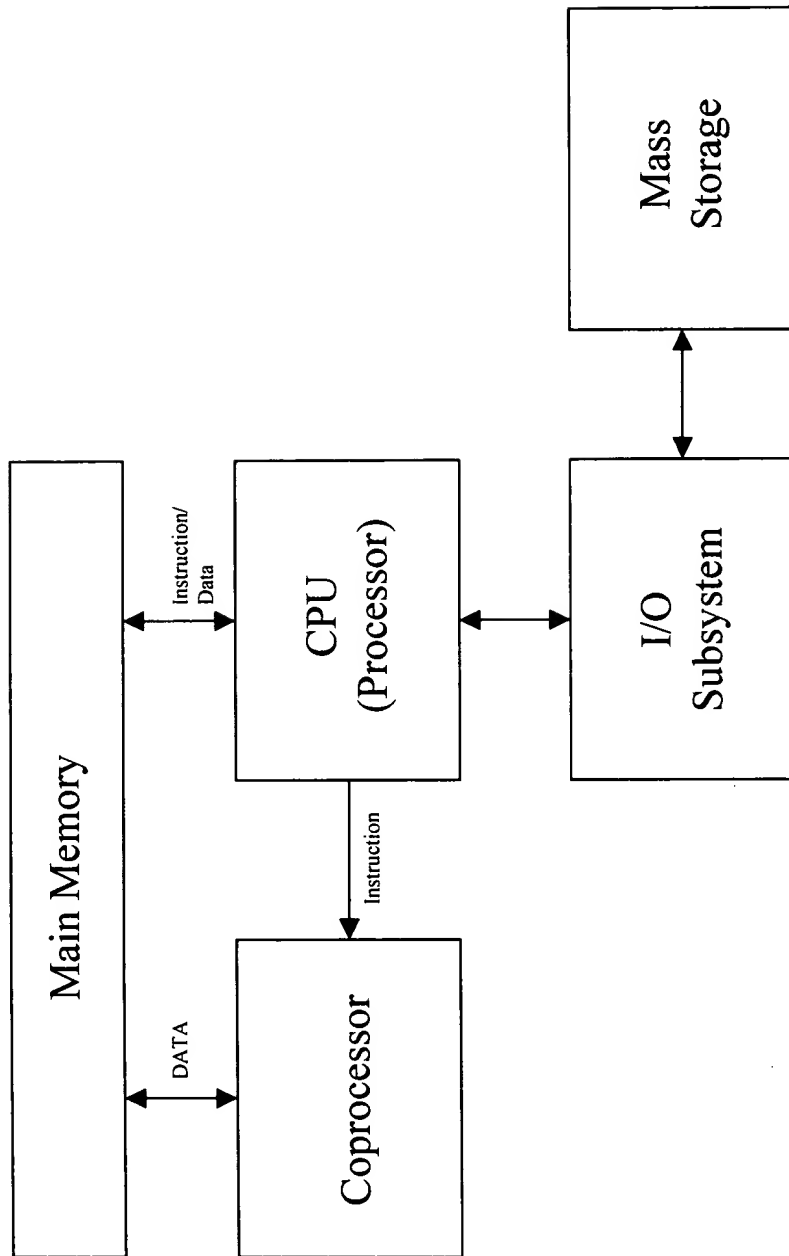 Main Memory
DATA
Instruction/
Data
Coprocessor
Instruction
CPU
(Processor)
I/O
Subsystem
Mass
Storage